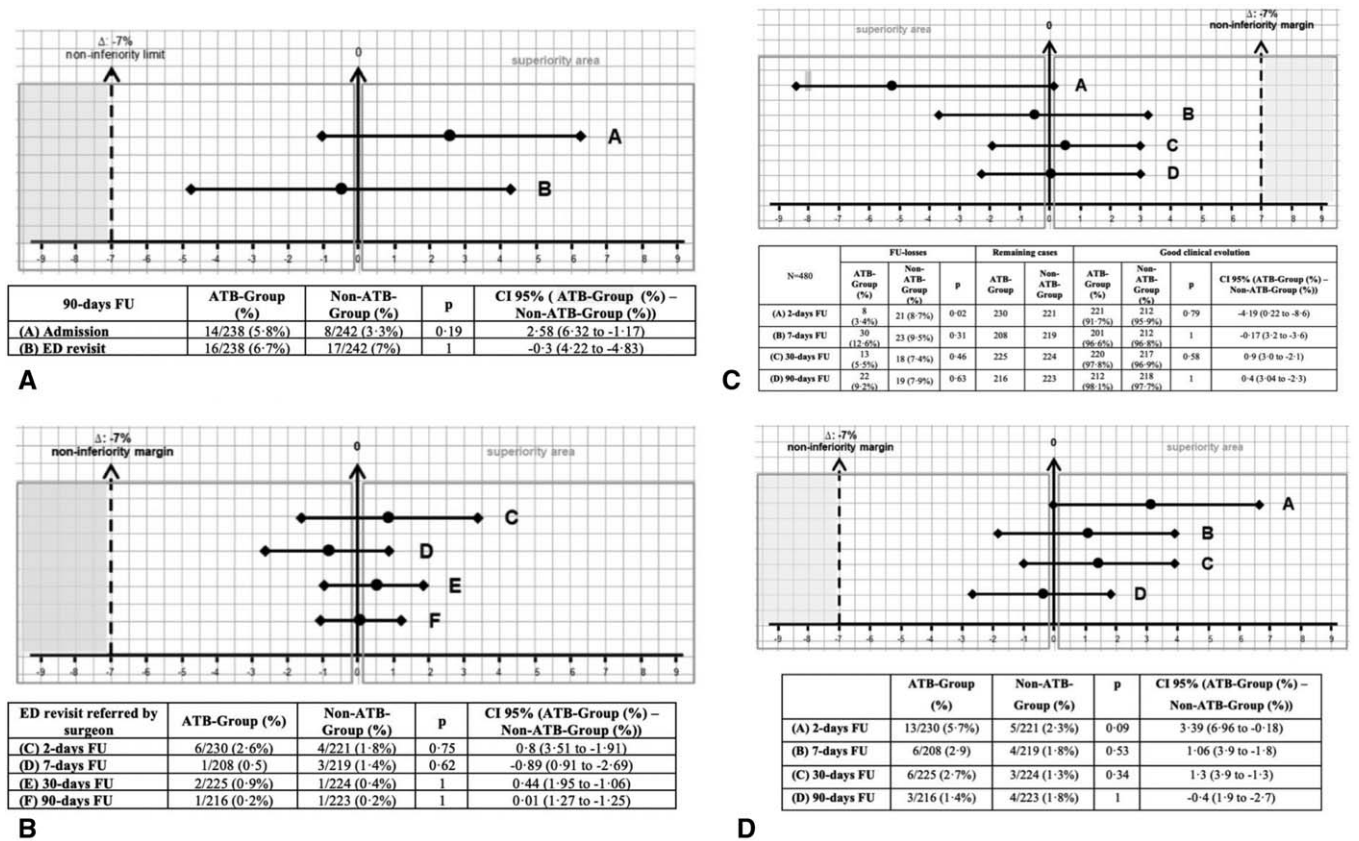 Δ: -7%
non-inferiority limit
0
superiority area
A
B
-9 -8 -7 -6 -5 -4 -3 -2 -1 0 1 2 3 4 5 6 7 8 9
90-days FU ATB-Group (%) Non-ATB-Group (%) p CI 95% ( ATB-Group (%) – Non-ATB-Group (%))
(A) Admission 14/238 (5·8%) 8/242 (3·3%) 0·19 2·58 (6·32 to -1·17)
(B) ED revisit 16/238 (6·7%) 17/242 (7%) 1 -0·3 (4·22 to -4·83)
A
Δ: -7%
non-inferiority margin
0
superiority area
C
D
E
F
-9 -8 -7 -6 -5 -4 -3 -2 -1 0 1 2 3 4 5 6 7 8 9
ED revisit referred by surgeon ATB-Group (%) Non-ATB-Group (%) p CI 95% (ATB-Group (%) – Non-ATB-Group (%))
(C) 2-days FU 6/230 (2·6%) 4/221 (1·8%) 0·75 0·8 (3·51 to -1·91)
(D) 7-days FU 1/208 (0·5) 3/219 (1·4%) 0·62 -0·89 (0·91 to -2·69)
(E) 30-days FU 2/225 (0·9%) 1/224 (0·4%) 1 0·44 (1·95 to -1·06)
(F) 90-days FU 1/216 (0·2%) 1/223 (0·2%) 1 0·01 (1·27 to -1·25)
B
superiority area
0
Δ: -7%
non-inferiority margin
A
B
C
D
-9 -8 -7 -6 -5 -4 -3 -2 -1 0 1 2 3 4 5 6 7 8 9
FU-losses Remaining cases Good clinical evolution
N=480 ATB-Group (%) Non-ATB-Group (%) p ATB-Group Non-ATB-Group ATB-Group (%) Non-ATB-Group (%) p CI 95% (ATB-Group (%) – Non-ATB-Group (%))
(A) 2-days FU 8 (3·4%) 21 (8·7%) 0·02 230 221 221 (91·7%) 212 (95·9%) 0·79 -4·19 (0·22 to -8·6)
(B) 7-days FU 30 (12·6%) 23 (9·5%) 0·31 208 219 201 (96·6%) 212 (96·8%) 1 -0·17 (3·2 to -3·6)
(C) 30-days FU 13 (5·5%) 18 (7·4%) 0·46 225 224 220 (97·8%) 217 (96·9%) 0·58 0·9 (3·0 to -2·1)
(D) 90-days FU 22 (9·2%) 19 (7·9%) 0·63 216 223 212 (98·1%) 218 (97·7%) 1 0·4 (3·04 to -2·3)
C
Δ: -7%
non-inferiority margin
0
superiority area
A
B
C
D
-9 -8 -7 -6 -5 -4 -3 -2 -1 0 1 2 3 4 5 6 7 8 9
ATB-Group (%) Non-ATB-Group (%) p CI 95% (ATB-Group (%) – Non-ATB-Group (%))
(A) 2-days FU 13/230 (5·7%) 5/221 (2·3%) 0·09 3·39 (6·96 to -0·18)
(B) 7-days FU 6/208 (2·9) 4/219 (1·8%) 0·53 1·06 (3·9 to -1·8)
(C) 30-days FU 6/225 (2·7%) 3/224 (1·3%) 0·34 1·3 (3·9 to -1·3)
(D) 90-days FU 3/216 (1·4%) 4/223 (1·8%) 1 -0·4 (1·9 to -2·7)
D